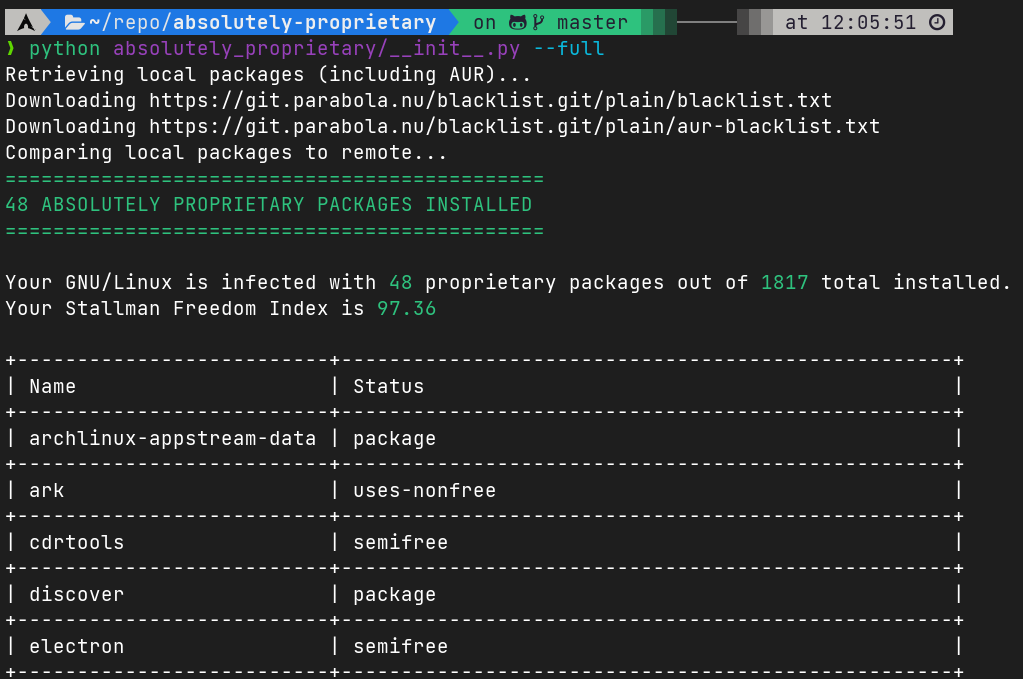 ~/repo/absolutely-proprietary on master at 12:05:51
❯ python absolutely_proprietary/__init__.py --full
Retrieving local packages (including AUR)...
Downloading https://git.parabola.nu/blacklist.git/plain/blacklist.txt
Downloading https://git.parabola.nu/blacklist.git/plain/aur-blacklist.txt
Comparing local packages to remote...
=============================================
48 ABSOLUTELY PROPRIETARY PACKAGES INSTALLED
=============================================
Your GNU/Linux is infected with 48 proprietary packages out of 1817 total installed.
Your Stallman Freedom Index is 97.36
+--------------------------+---------------------------------------------------+
| Name | Status |
+--------------------------+---------------------------------------------------+
| archlinux-appstream-data | package |
+--------------------------+---------------------------------------------------+
| ark | uses-nonfree |
+--------------------------+---------------------------------------------------+
| cdrtools | semifree |
+--------------------------+---------------------------------------------------+
| discover | package |
+--------------------------+---------------------------------------------------+
| electron | semifree |
+--------------------------+---------------------------------------------------+